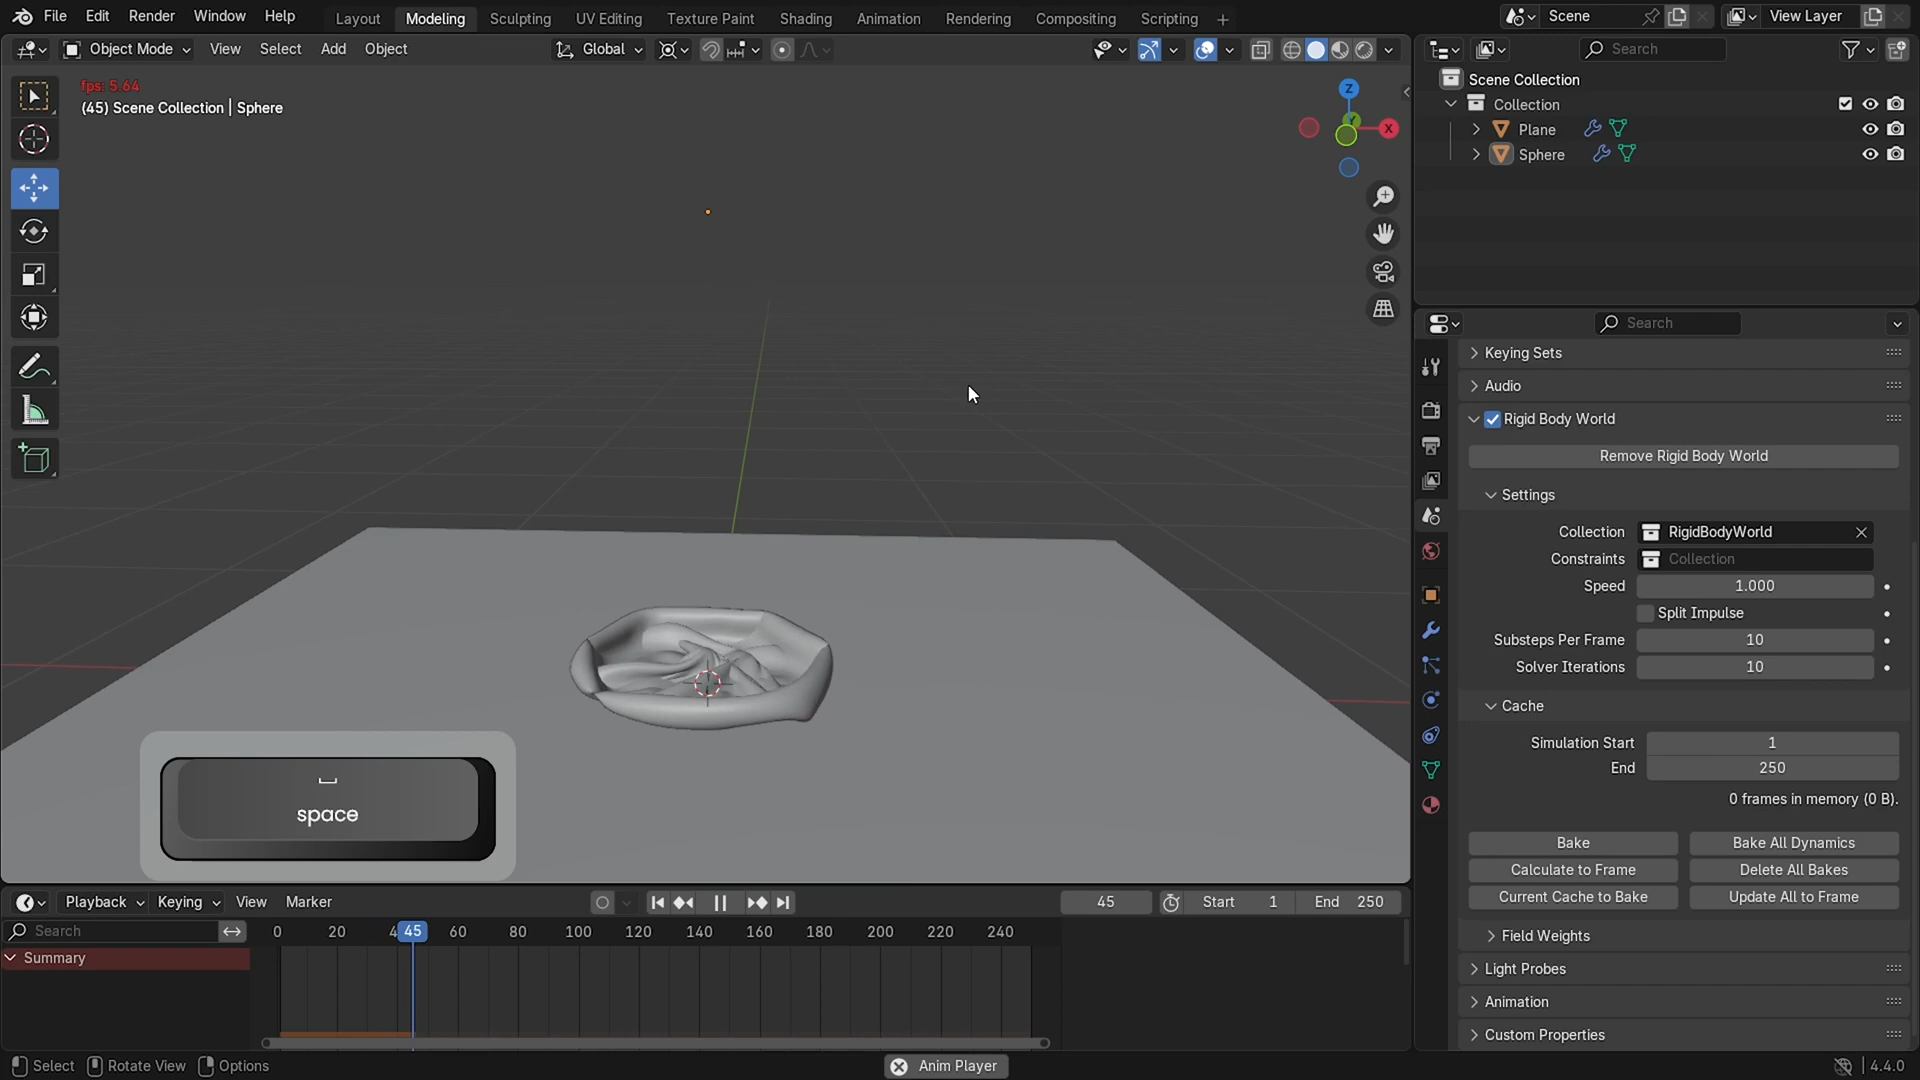 File Edit Render Window Help
Layout Modeling Sculpting UV Editing Texture Paint Shading Animation Rendering Compositing Scripting +
Scene
View Layer
Object Mode View Select Add Object
Global
Search
fps: 5.64
(45) Scene Collection | Sphere
Z
Y
X
Scene Collection
Collection
Plane
Sphere
Search
Keying Sets
Audio
Rigid Body World
Remove Rigid Body World
Settings
Collection RigidBodyWorld
Constraints Collection
Speed 1.000
Split Impulse
Substeps Per Frame 10
Solver Iterations 10
Cache
Simulation Start 1
End 250
0 frames in memory (0 B).
Bake Bake All Dynamics
Calculate to Frame Delete All Bakes
Current Cache to Bake Update All to Frame
Field Weights
Light Probes
Animation
Custom Properties
space
Playback Keying View Marker
45 Start 1 End 250
Search
0 20 4 45 60 80 100 120 140 160 180 200 220 240
Summary
Select Rotate View Options
Anim Player
4.4.0